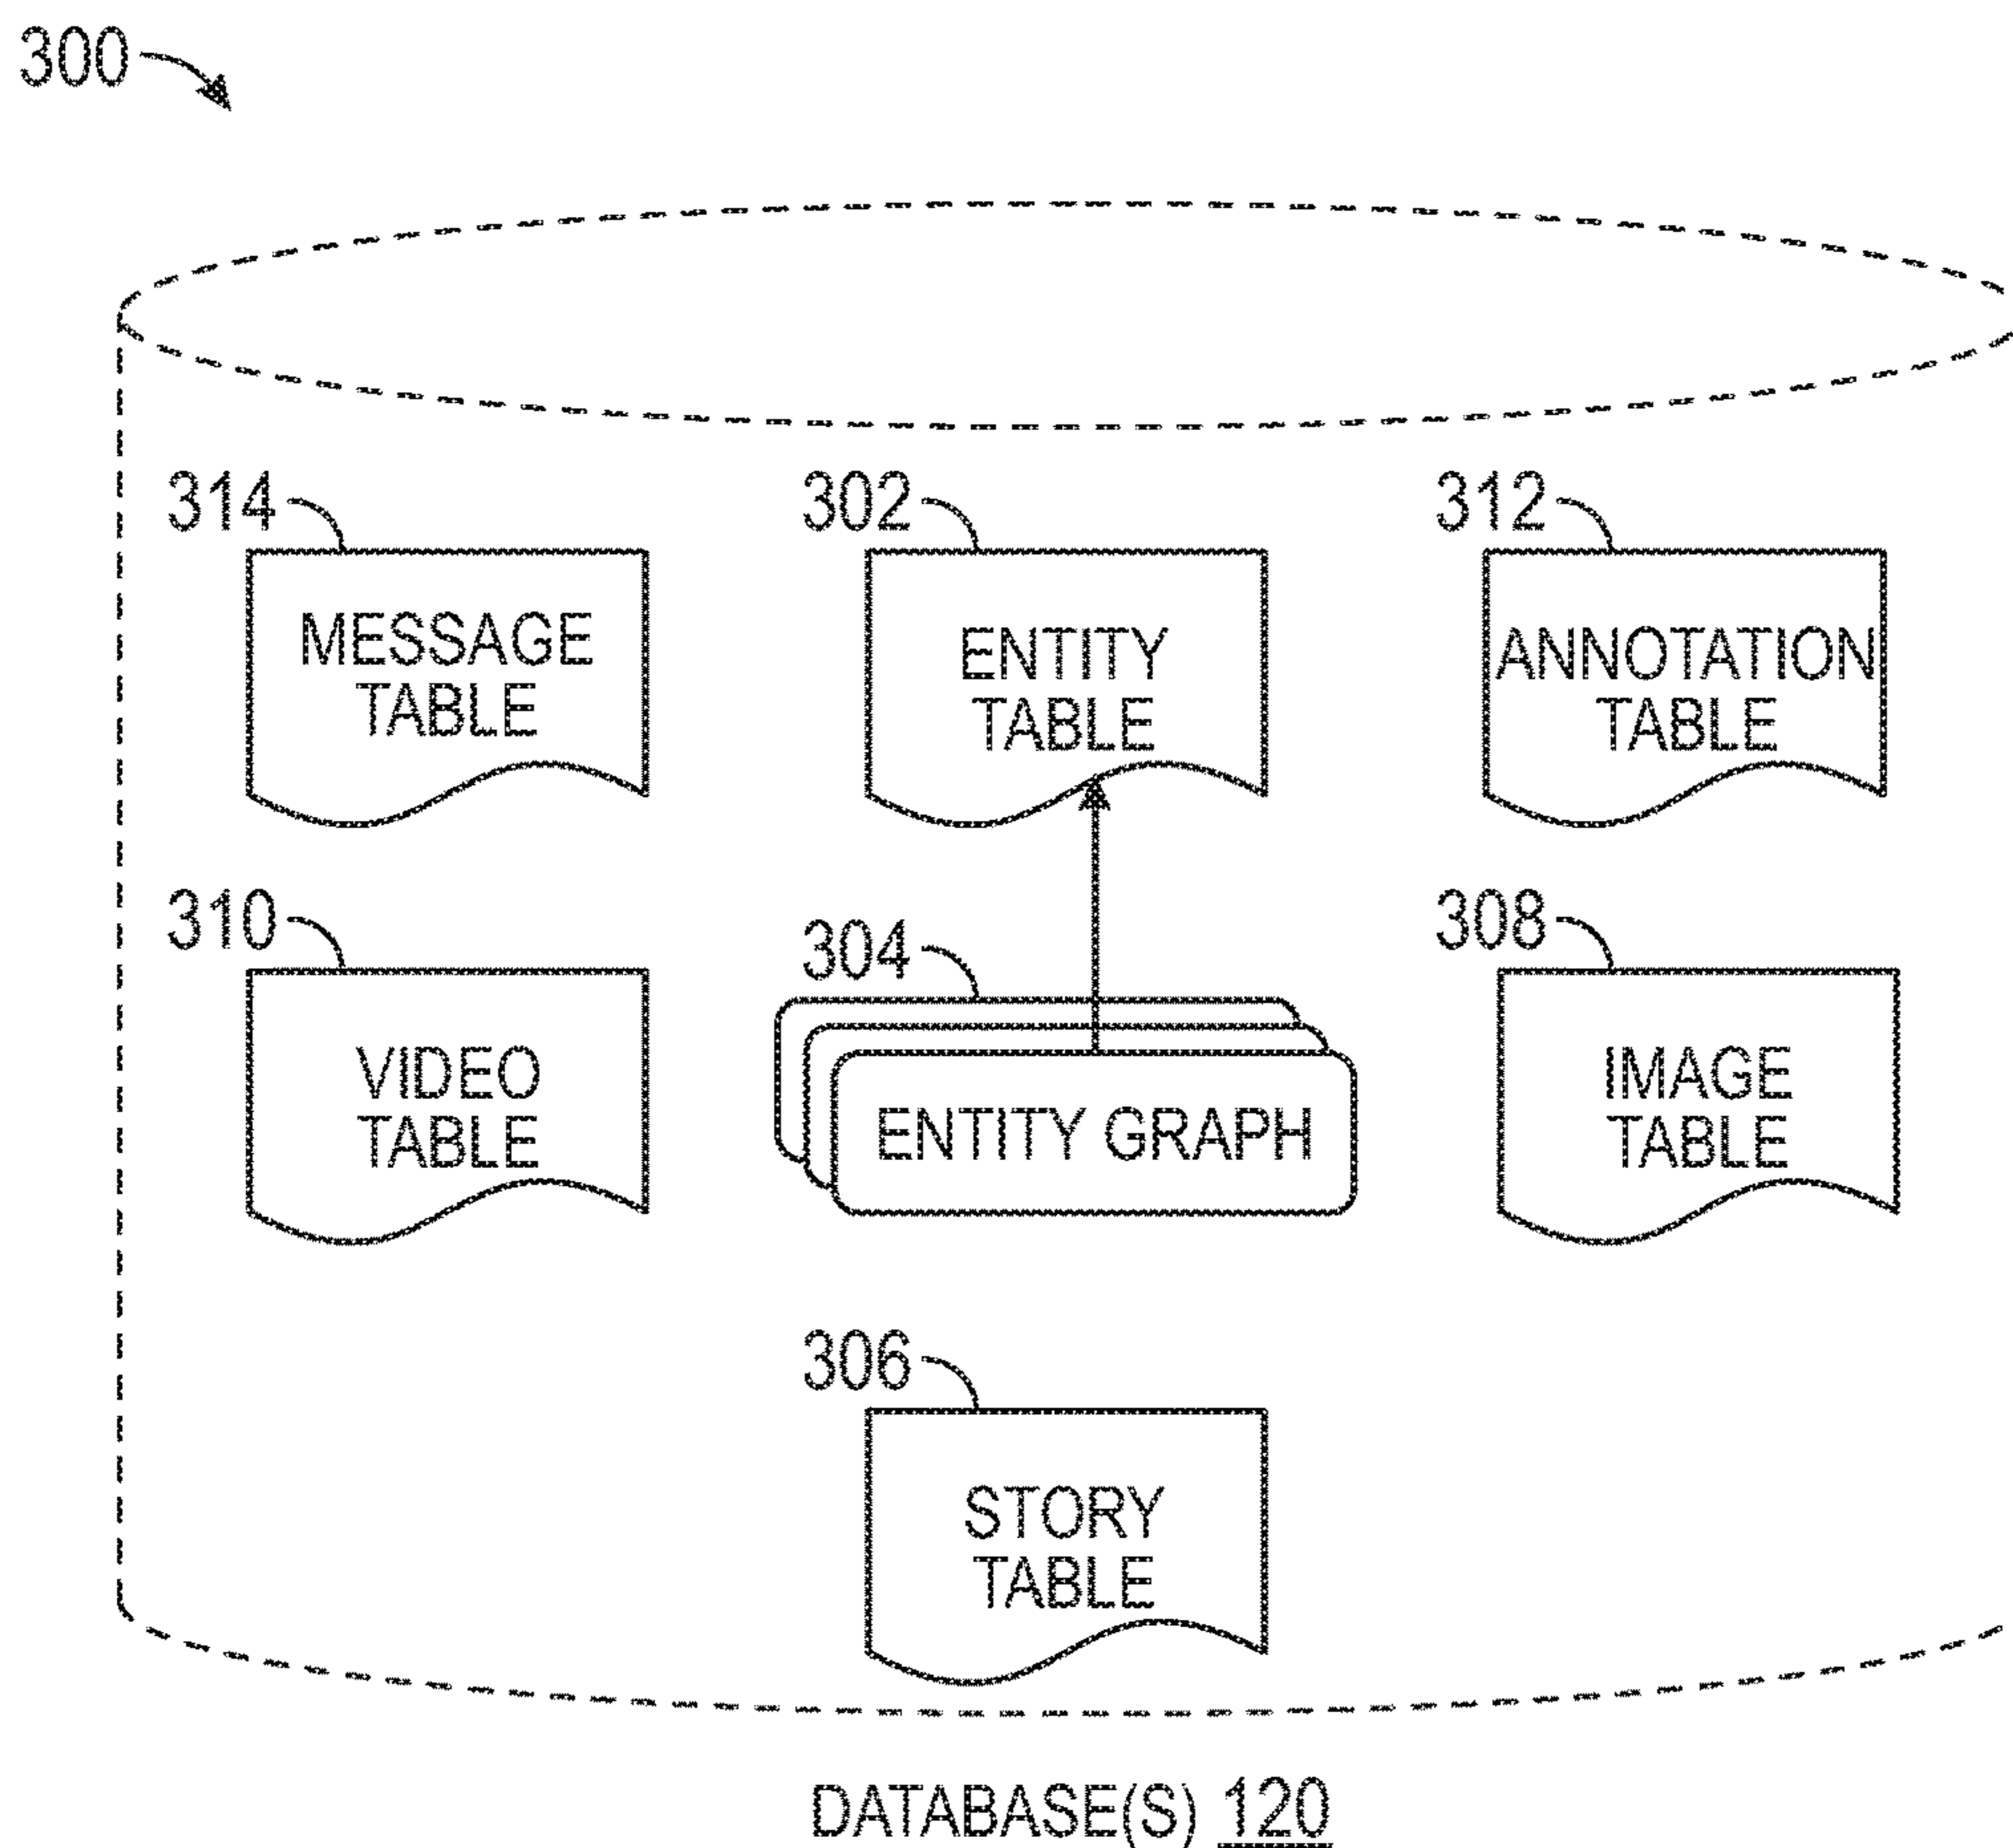 300
314
302
312
MESSAGE
TABLE
ENTITY
TABLE
ANNOTATION
TABLE
310
304
308
VIDEO
TABLE
ENTITY GRAPH
IMAGE
TABLE
306
STORY
TABLE
DATABASE(S) 120